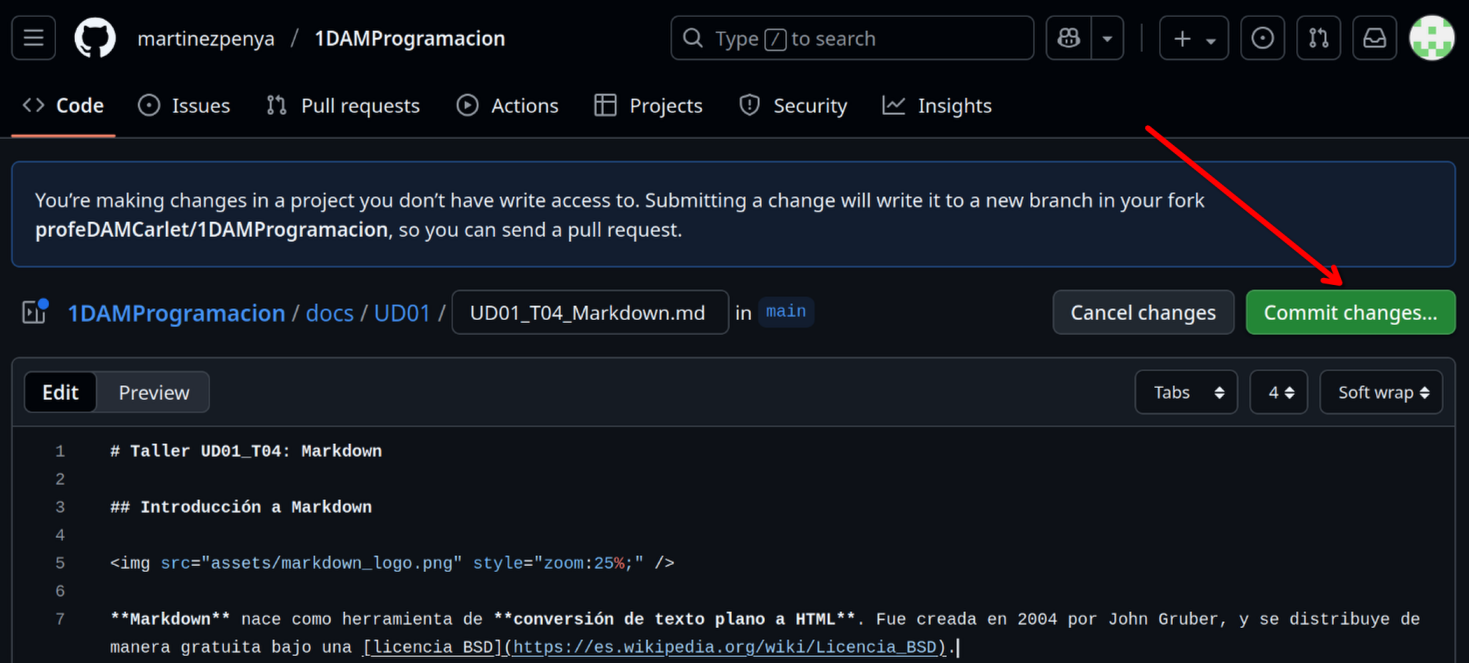 martinezpenya / 1DAMProgramacion
Type / to search
Code Issues Pull requests Actions Projects Security Insights
You’re making changes in a project you don’t have write access to. Submitting a change will write it to a new branch in your fork
profeDAMCarlet/1DAMProgramacion, so you can send a pull request.
1DAMProgramacion / docs / UD01 / UD01_T04_Markdown.md in main
Cancel changes Commit changes...
Edit Preview
Tabs 4 Soft wrap
1 # Taller UD01_T04: Markdown
2
3 ## Introducción a Markdown
4
5 <img src="assets/markdown_logo.png" style="zoom:25%;" />
6
7 **Markdown** nace como herramienta de **conversión de texto plano a HTML**. Fue creada en 2004 por John Gruber, y se distribuye de
manera gratuita bajo una [licencia BSD](https://es.wikipedia.org/wiki/Licencia_BSD).